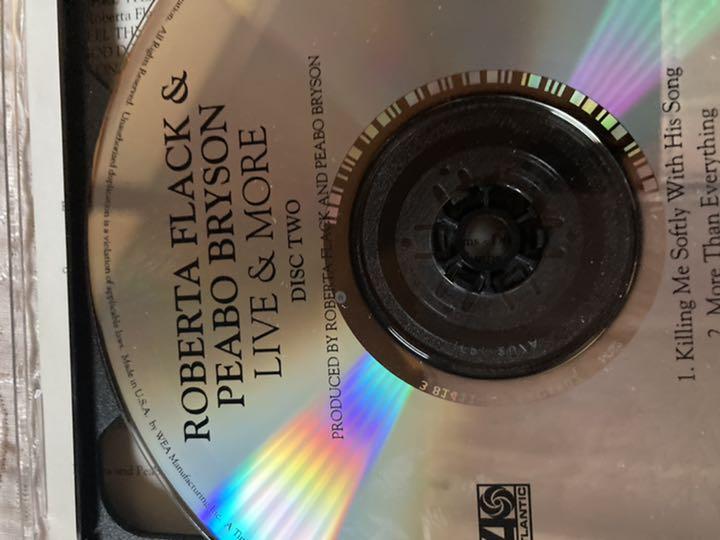 ROBERTA FLACK &
PEABO BRYSON
LIVE & MORE
DISC TWO
PRODUCED BY ROBERTA FLACK AND PEABO BRYSON
1. Killing Me Softly With His Song
2. More Than Everything
ATLANTIC
All Rights Reserved. Unauthorized duplication is a violation of applicable laws. Made in U.S.A. by WEA Manufacturing Inc.
Roberta